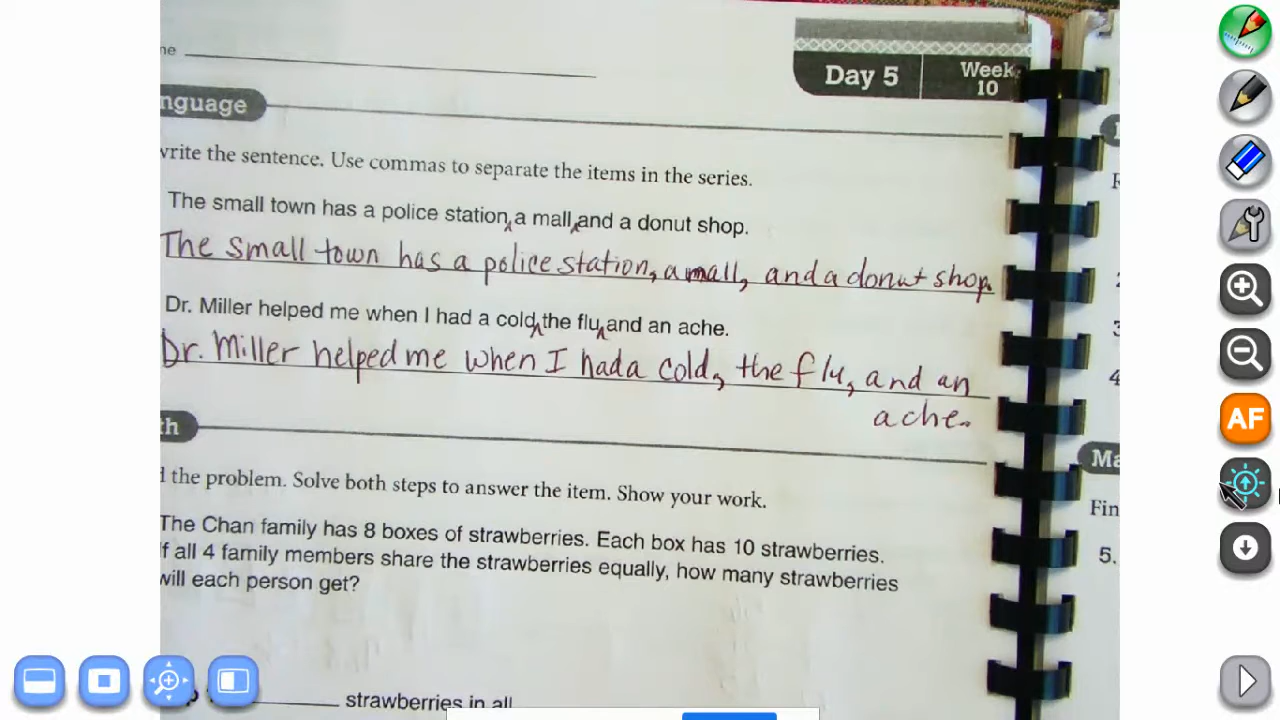 ne
Day 5
Week
10
nguage
write the sentence. Use commas to separate the items in the series.
The small town has a police station, a mall, and a donut shop.
The small town has a police station, a mall, and a donut shop.
Dr. Miller helped me when I had a cold, the flu, and an ache.
Dr. Miller helped me when I had a cold, the flu, and an
ache.
th
d the problem. Solve both steps to answer the item. Show your work.
The Chan family has 8 boxes of strawberries. Each box has 10 strawberries.
If all 4 family members share the strawberries equally, how many strawberries
will each person get?
strawberries in all
Ma
Fin
5.
AF